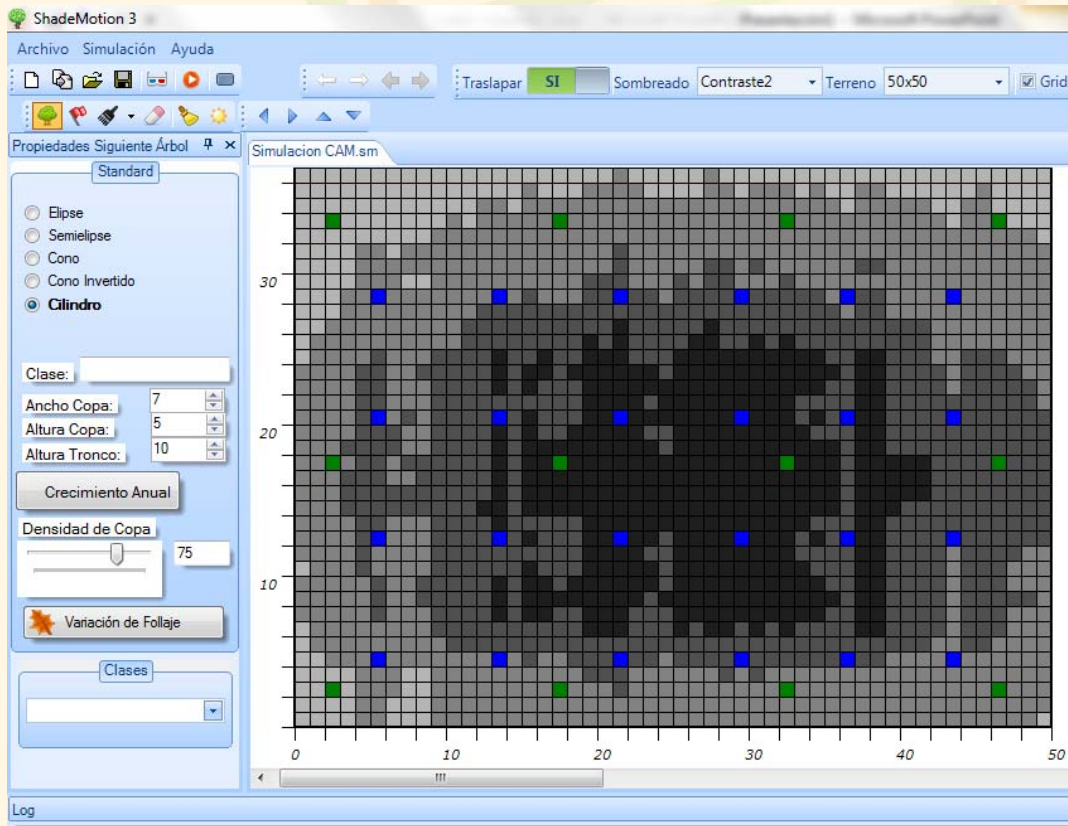 ShadeMotion 3
Archivo Simulación Ayuda
Traslapar SI Sombreado Contraste2 Terreno 50x50 Grid
Propiedades Siguiente Árbol
Simulacion CAM.sm
Standard
Elipse
Semielipse
Cono
Cono Invertido
Cilindro
Clase:
Ancho Copa: 7
Altura Copa: 5
Altura Tronco: 10
Crecimiento Anual
Densidad de Copa
75
Variación de Follaje
Clases
30
20
10
0 10 20 30 40 50
Log